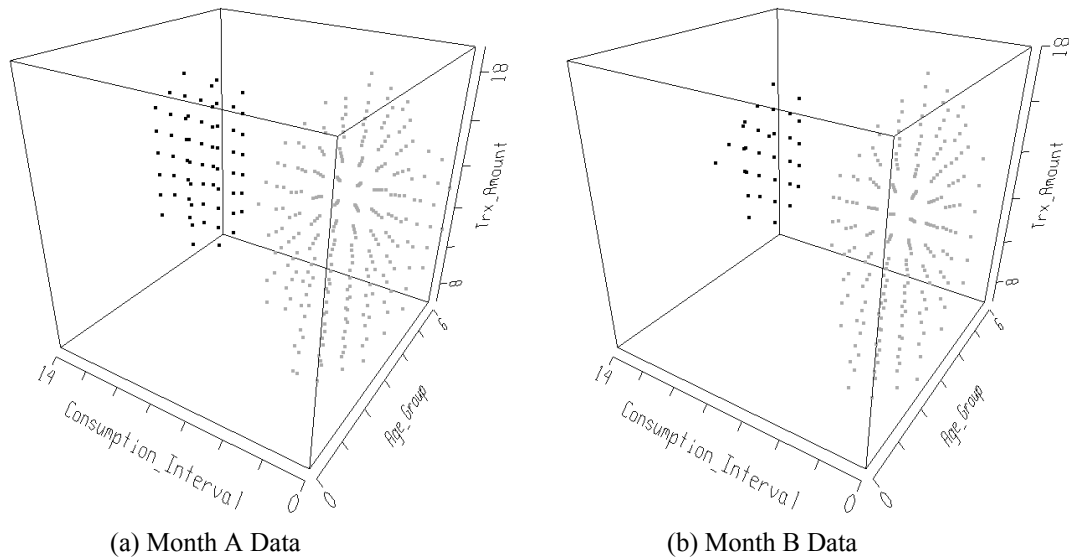 18
Trx_Amount
8
6
Age_Group
0
14
Consumption_Interval
0
(a) Month A Data
18
Trx_Amount
8
6
Age_Group
0
14
Consumption_Interval
0
(b) Month B Data